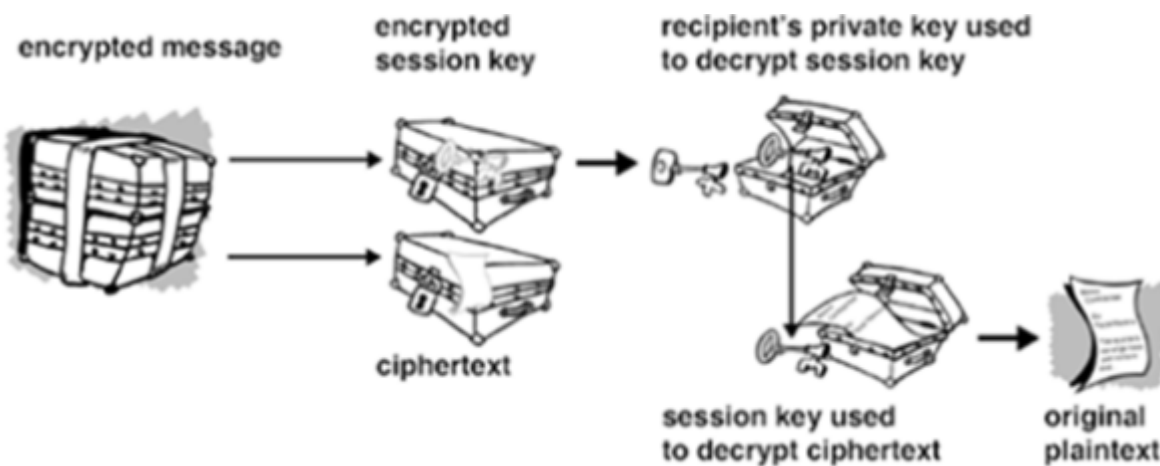 encrypted message
encrypted
session key
recipient's private key used
to decrypt session key
ciphertext
session key used
to decrypt ciphertext
original
plaintext